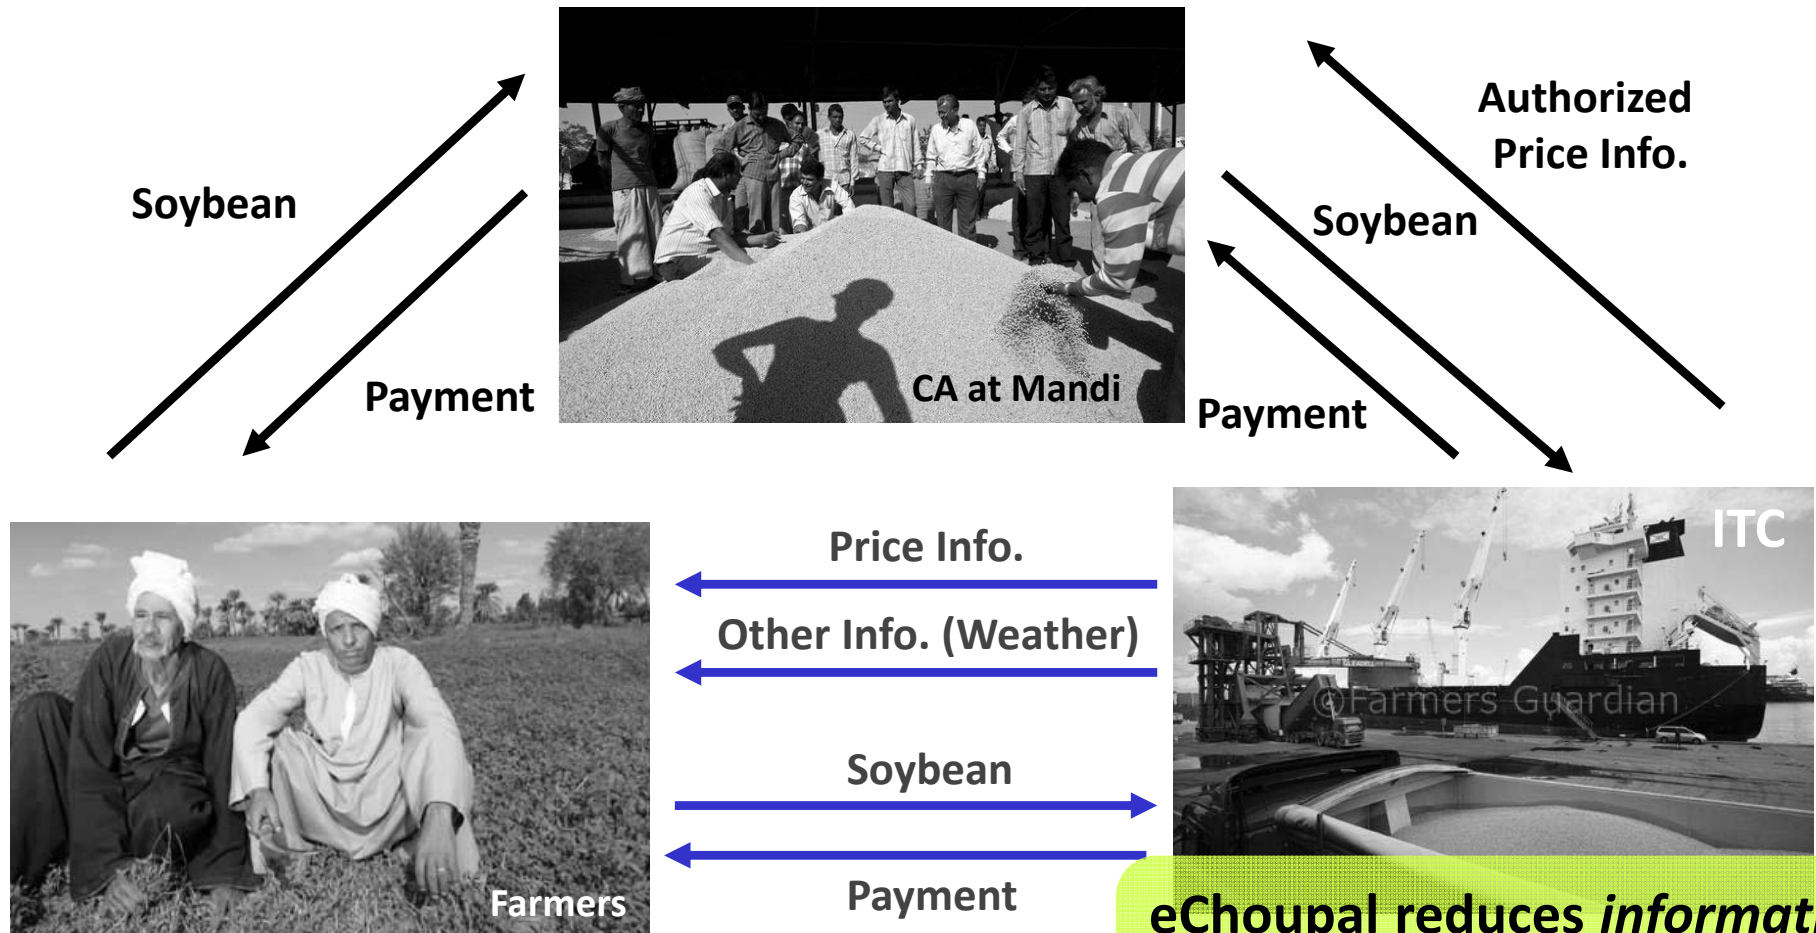 Authorized
Price Info.
Soybean
Soybean
Payment
CA at Mandi
Payment
ITC
Price Info.
Other Info. (Weather)
©Farmers Guardian
Soybean
Payment
Farmers
eChoupal reduces